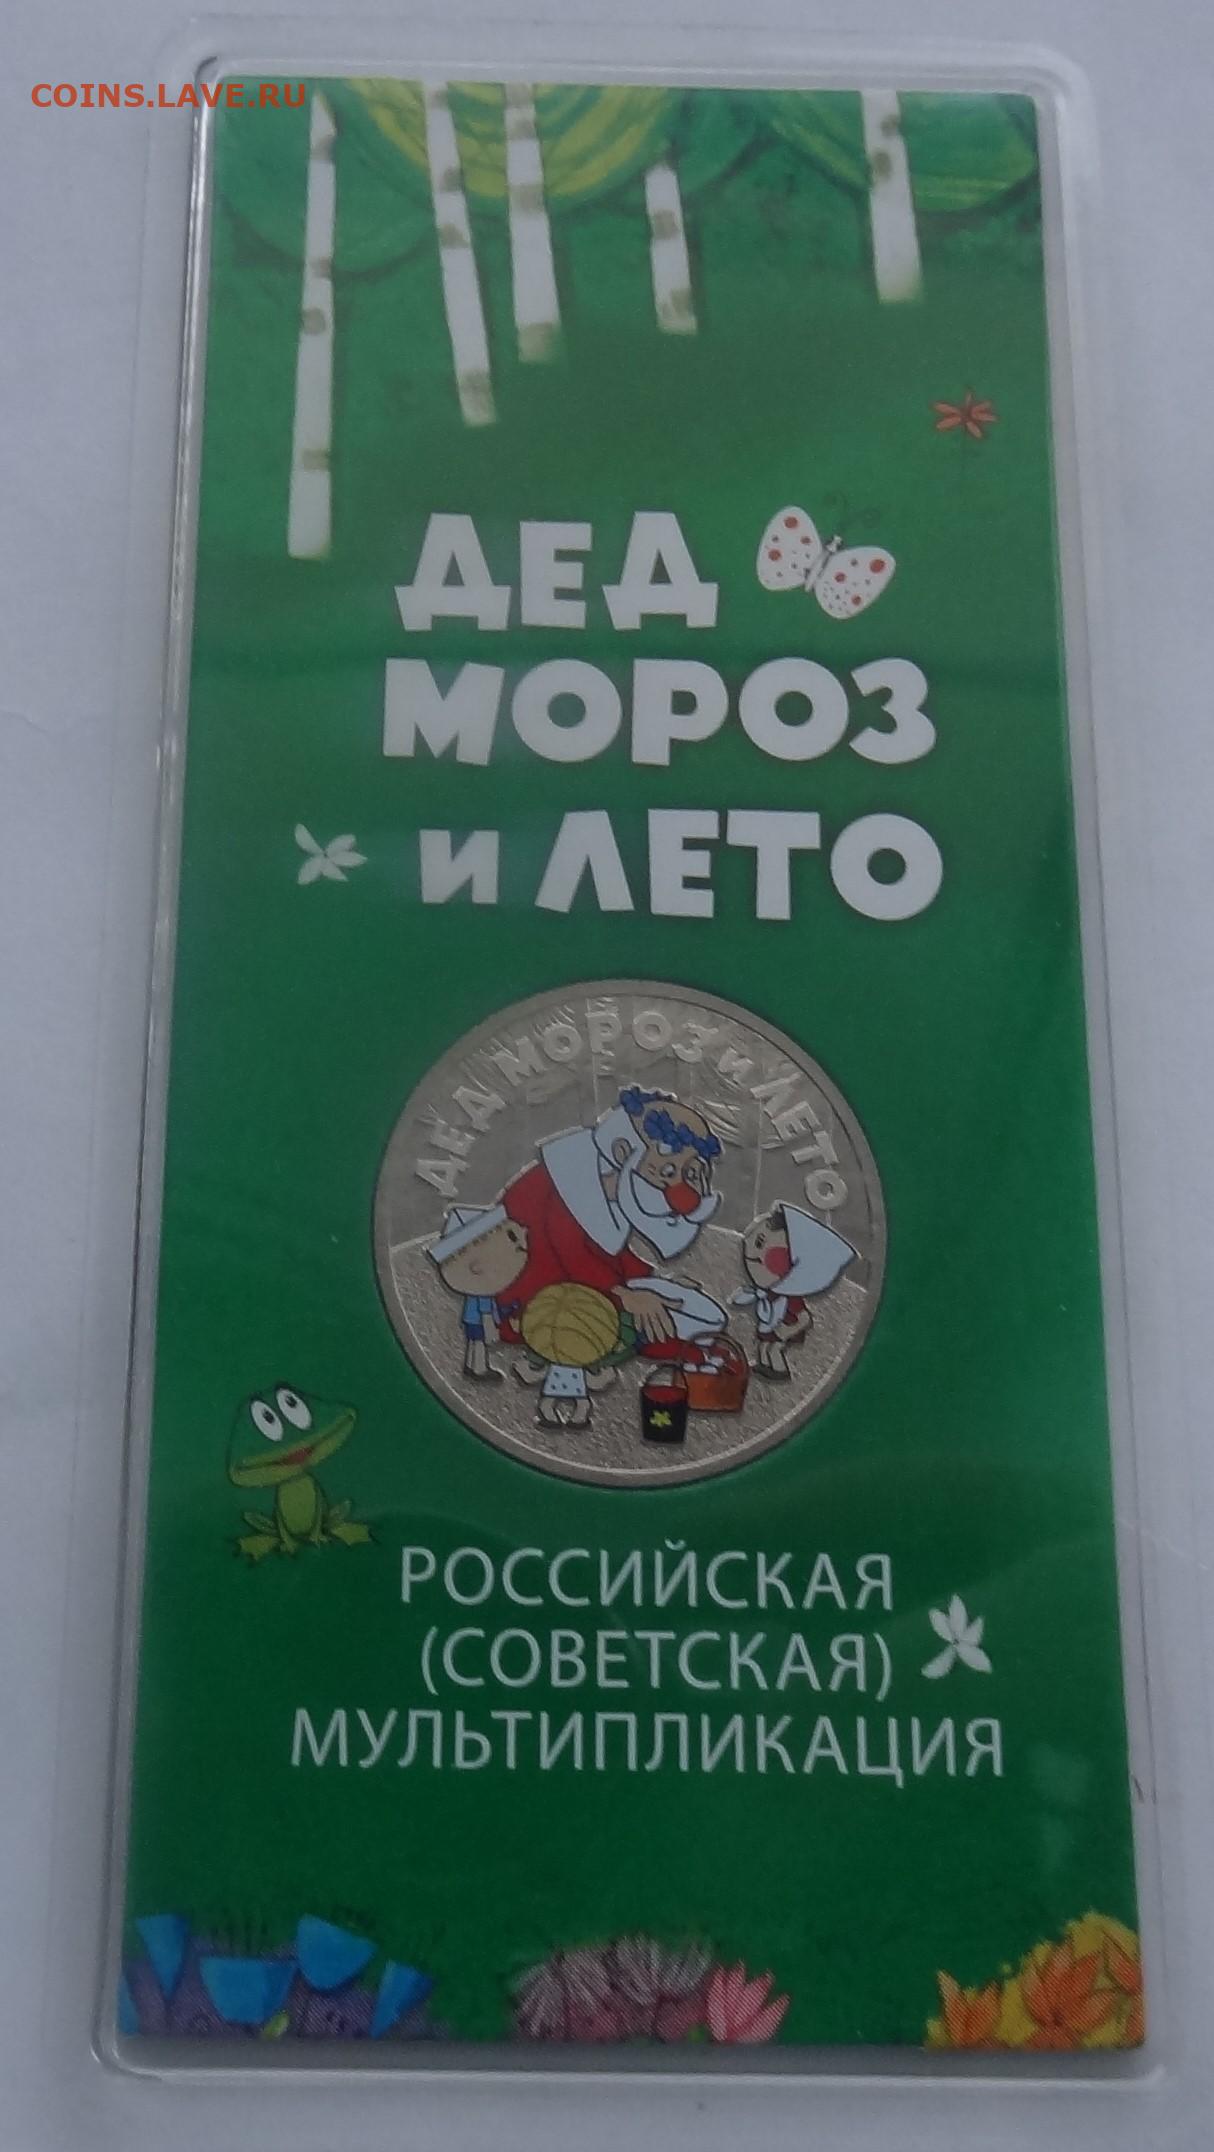 COINS.LAVE.RU
ДЕД
МОРОЗ
и ЛЕТО
ДЕД МОРОЗ и ЛЕТО
РОССИЙСКАЯ
(СОВЕТСКАЯ)
МУЛЬТИПЛИКАЦИЯ